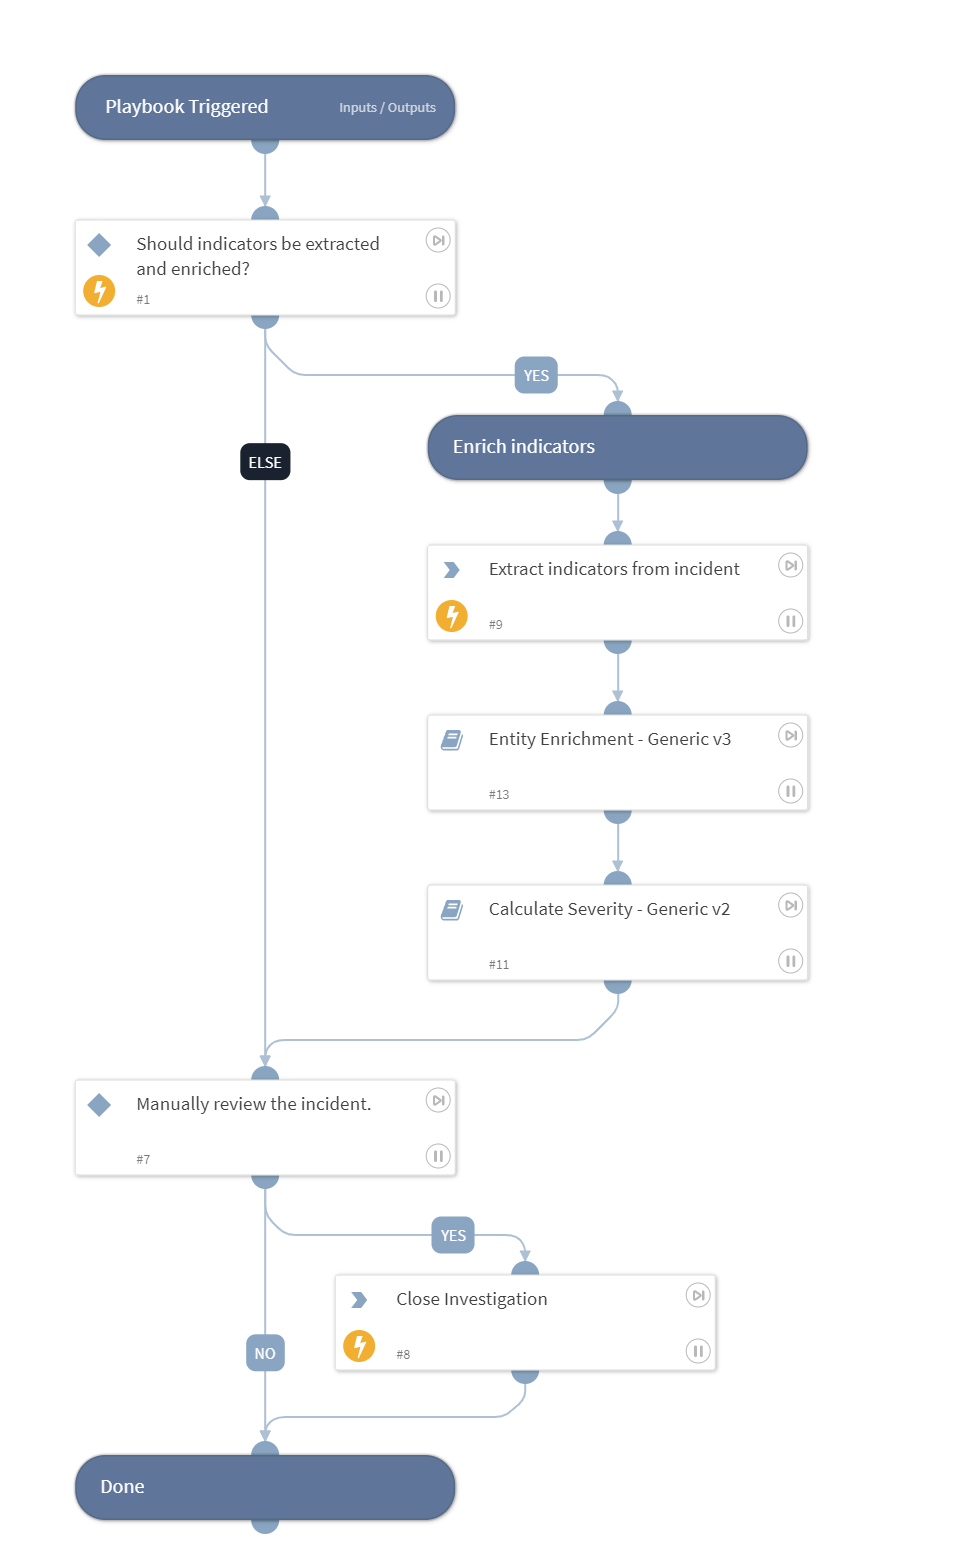 Playbook Triggered
Inputs / Outputs
Should indicators be extracted
and enriched?
#1
YES
ELSE
Enrich indicators
Extract indicators from incident
#9
Entity Enrichment - Generic v3
#13
Calculate Severity - Generic v2
#11
Manually review the incident.
#7
YES
Close Investigation
#8
NO
Done